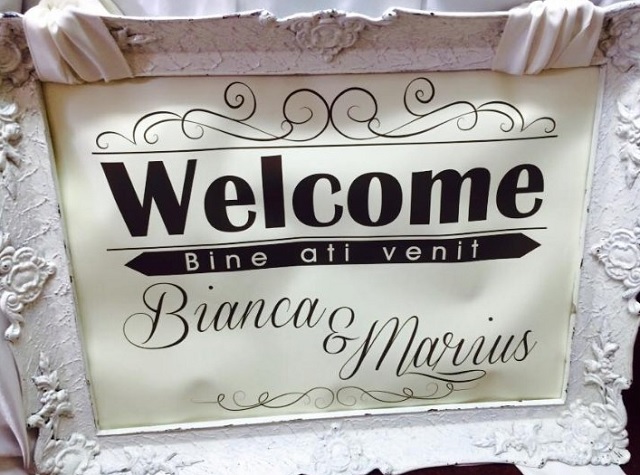 Welcome
Bine ati venit
Bianca
& Marius